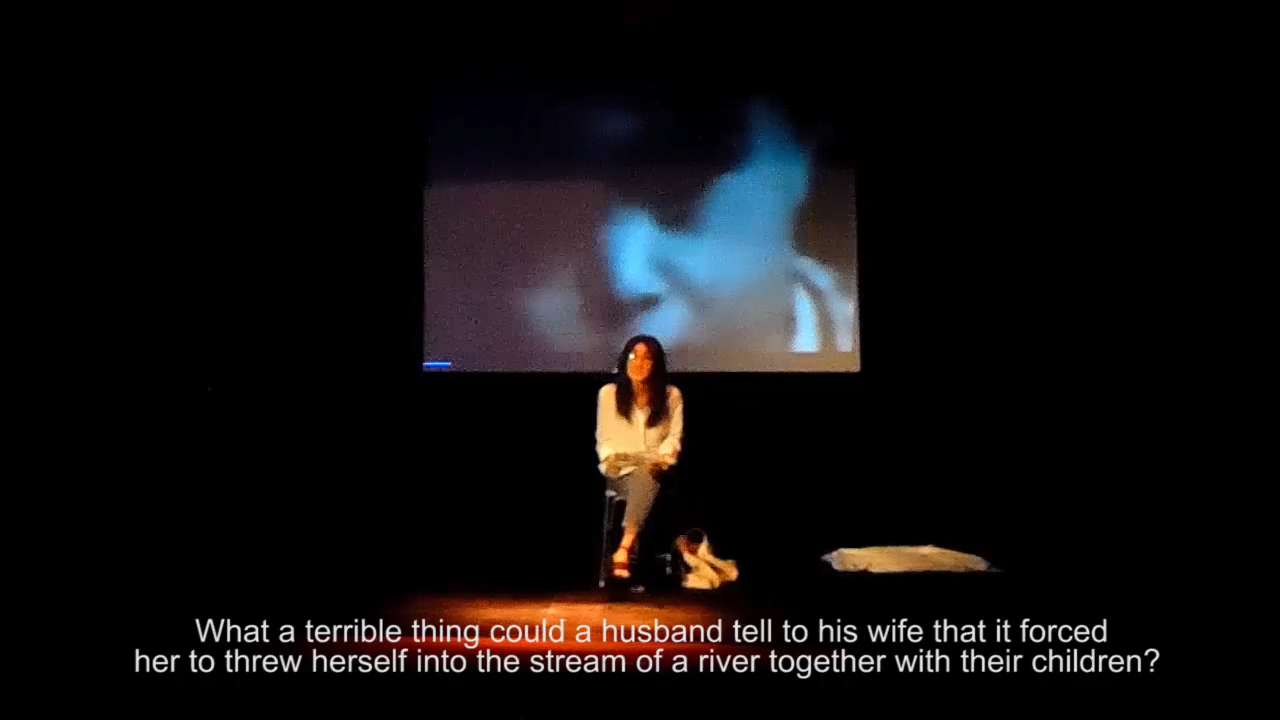 What a terrible thing could a husband tell to his wife that it forced
her to threw herself into the stream of a river together with their children?